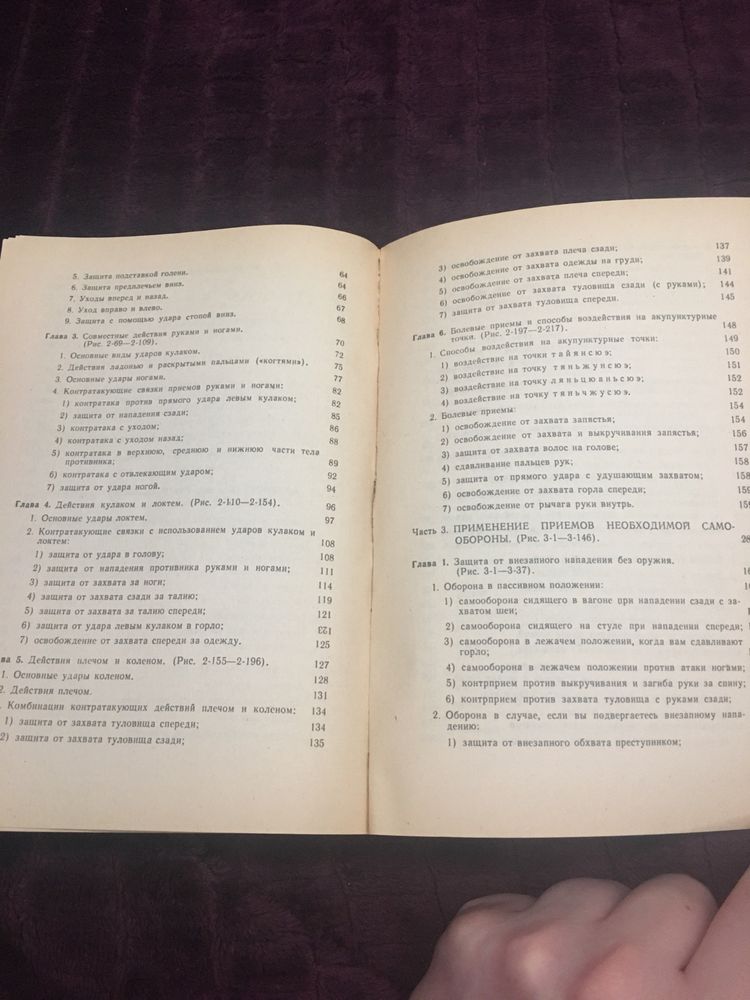 5. Защита подставкой голени. 64
6. Защита предплечьем вниз. 64
7. Уходы вперед и назад. 66
8. Уход вправо и влево. 67
9. Защита с помощью удара стопой вниз. 68
Глава 3. Совместные действия руками и ногами.
(Рис. 2-69—2-109). 70
1. Основные виды ударов кулаком. 72
2. Действия ладонью и раскрытыми пальцами («когтями»). 75
3. Основные удары ногами. 77
4. Контратакующие связки приемов руками и ногами: 82
1) контратака против прямого удара левым кулаком; 82
2) защита от нападения сзади; 85
3) контратака с уходом; 86
4) контратака с уходом назад; 88
5) контратака в верхнюю, среднюю и нижнюю части тела
противника; 89
6) контратака с отвлекающим ударом; 92
7) защита от удара ногой. 94
Глава 4. Действия кулаком и локтем. (Рис. 2-110—2-154). 96
1. Основные удары локтем. 97
2. Контратакующие связки с использованием ударов кулаком и
локтем: 108
1) защита от удара в голову; 108
2) защита от нападения противника руками и ногами; 111
3) защита от захвата за ноги; 114
4) защита от захвата сзади за талию; 119
5) защита от захвата за талию спереди; 121
6) защита от удара левым кулаком в горло; 123
7) освобождение от захвата спереди за одежду. 125
ва 5. Действия плечом и коленом. (Рис. 2-155—2-196). 127
1. Основные удары коленом. 128
2. Действия плечом. 131
Комбинации контратакующих действий плечом и коленом: 134
1) защита от захвата туловища спереди; 134
2) защита от захвата туловища сзади; 135
3) освобождение от захвата плеча сзади; 137
4) освобождение от захвата одежды на груди; 139
5) освобождение от захвата плеча спереди; 141
6) освобождение от захвата туловища сзади (с руками); 144
7) защита от захвата туловища спереди. 145
Глава 6. Болевые приемы и способы воздействия на акупунктурные
точки. (Рис. 2-197—2-217). 148
1. Способы воздействия на акупунктурные точки: 149
1) воздействие на точки тайянсюэ; 150
2) воздействие на точку тяньжунсюэ; 151
3) воздействие на точку ляньцюаньсюэ; 152
4) воздействие на точку тяньчжусюэ. 152
2. Болевые приемы: 154
1) освобождение от захвата запястья; 154
2) освобождение от захвата и выкручивания запястья; 156
3) защита от захвата волос на голове; 157
4) сдавливание пальцев рук; 158
5) защита от прямого удара с удушающим захватом; 158
6) освобождение от захвата горла спереди; 159
7) освобождение от рычага руки внутрь. 159
Часть 3. ПРИМЕНЕНИЕ ПРИЕМОВ НЕОБХОДИМОЙ САМО-
ОБОРОНЫ. (Рис. 3-1—3-146).
Глава 1. Защита от внезапного нападения без оружия.
(Рис. 3-1—3-37).
1. Оборона в пассивном положении:
1) самооборона сидящего в вагоне при нападении сзади с за-
хватом шеи;
2) самооборона сидящего на стуле при нападении спереди;
3) самооборона в лежачем положении, когда вам сдавливают
горло;
4) самооборона в лежачем положении против атаки ногами;
5) контрприем против выкручивания и загиба руки за спину;
6) контрприем против захвата туловища с руками сзади;
2. Оборона в случае, если вы подвергаетесь внезапному напа-
дению:
1) защита от внезапного обхвата преступником;